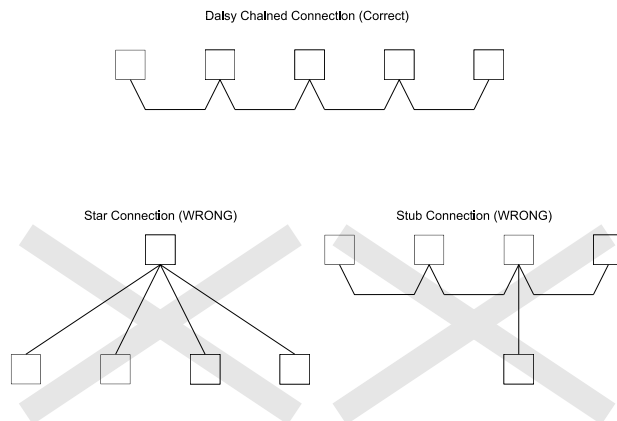 Daisy Chained Connection (Correct)
Star Connection (WRONG)
Stub Connection (WRONG)